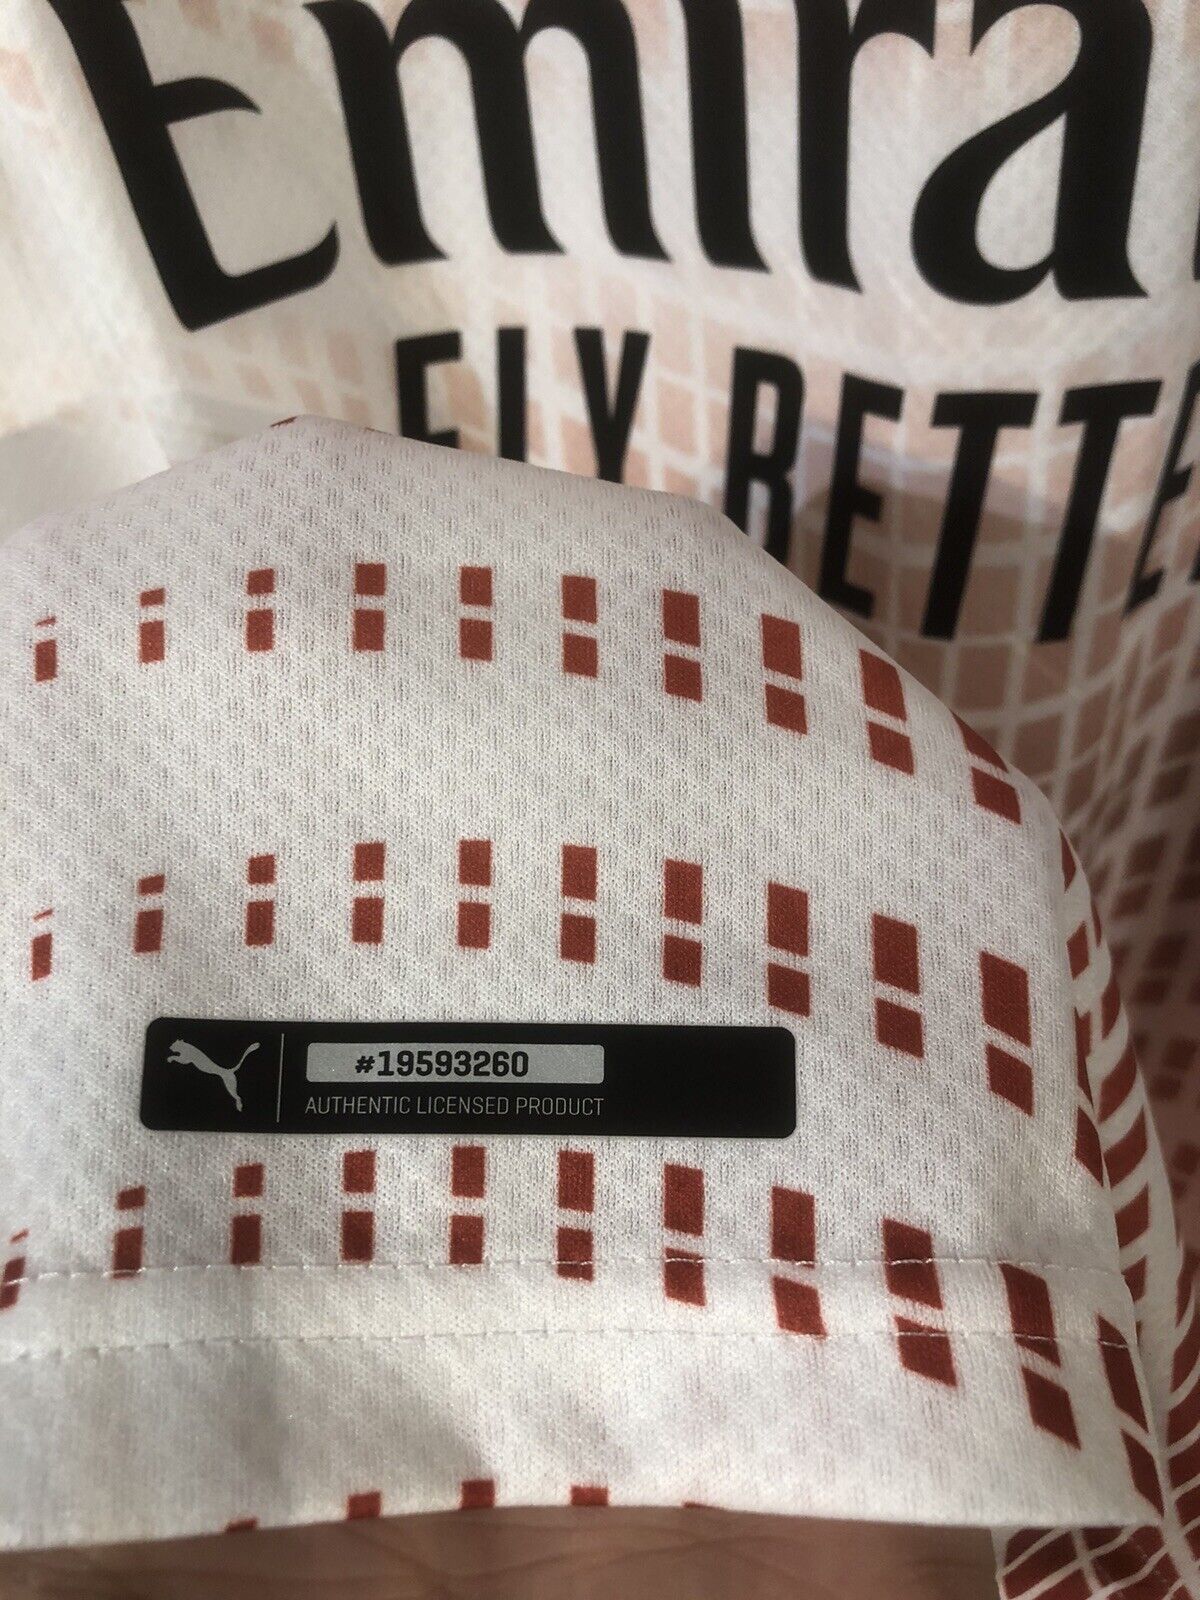 Emira
FLY BETTE
#19593260
AUTHENTIC LICENSED PRODUCT